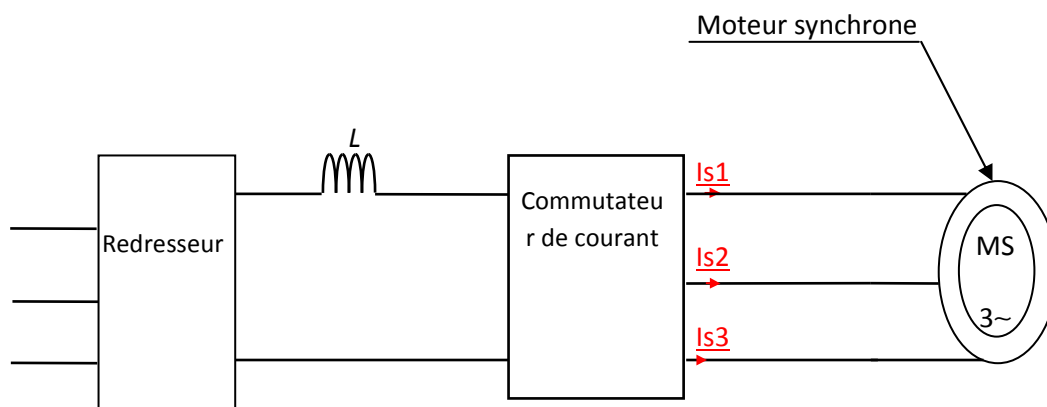 Moteur synchrone
L
Redresseur
Commutateu
r de courant
Is1
Is2
Is3
MS
3~